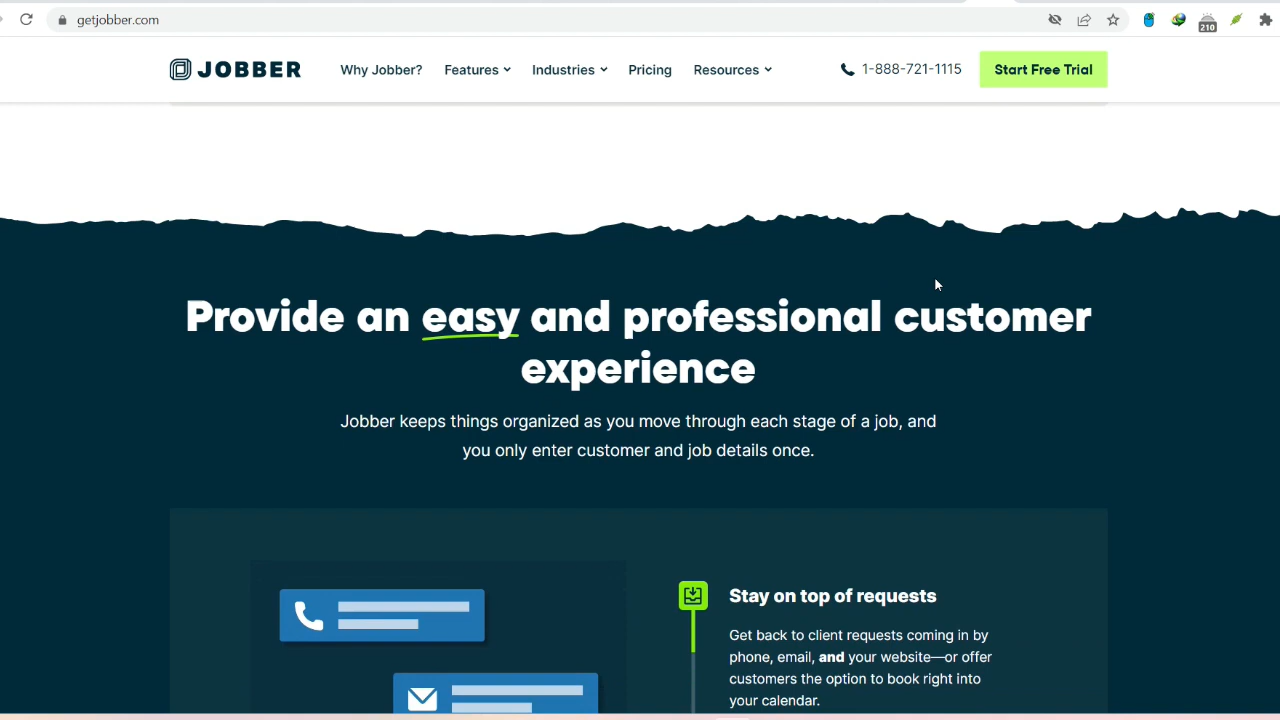 getjobber.com
210
JOBBER
Why Jobber?
Features
Industries
Pricing
Resources
1-888-721-1115
Start Free Trial
Provide an easy and professional customer
experience
Jobber keeps things organized as you move through each stage of a job, and
you only enter customer and job details once.
Stay on top of requests
Get back to client requests coming in by
phone, email, and your website—or offer
customers the option to book right into
your calendar.